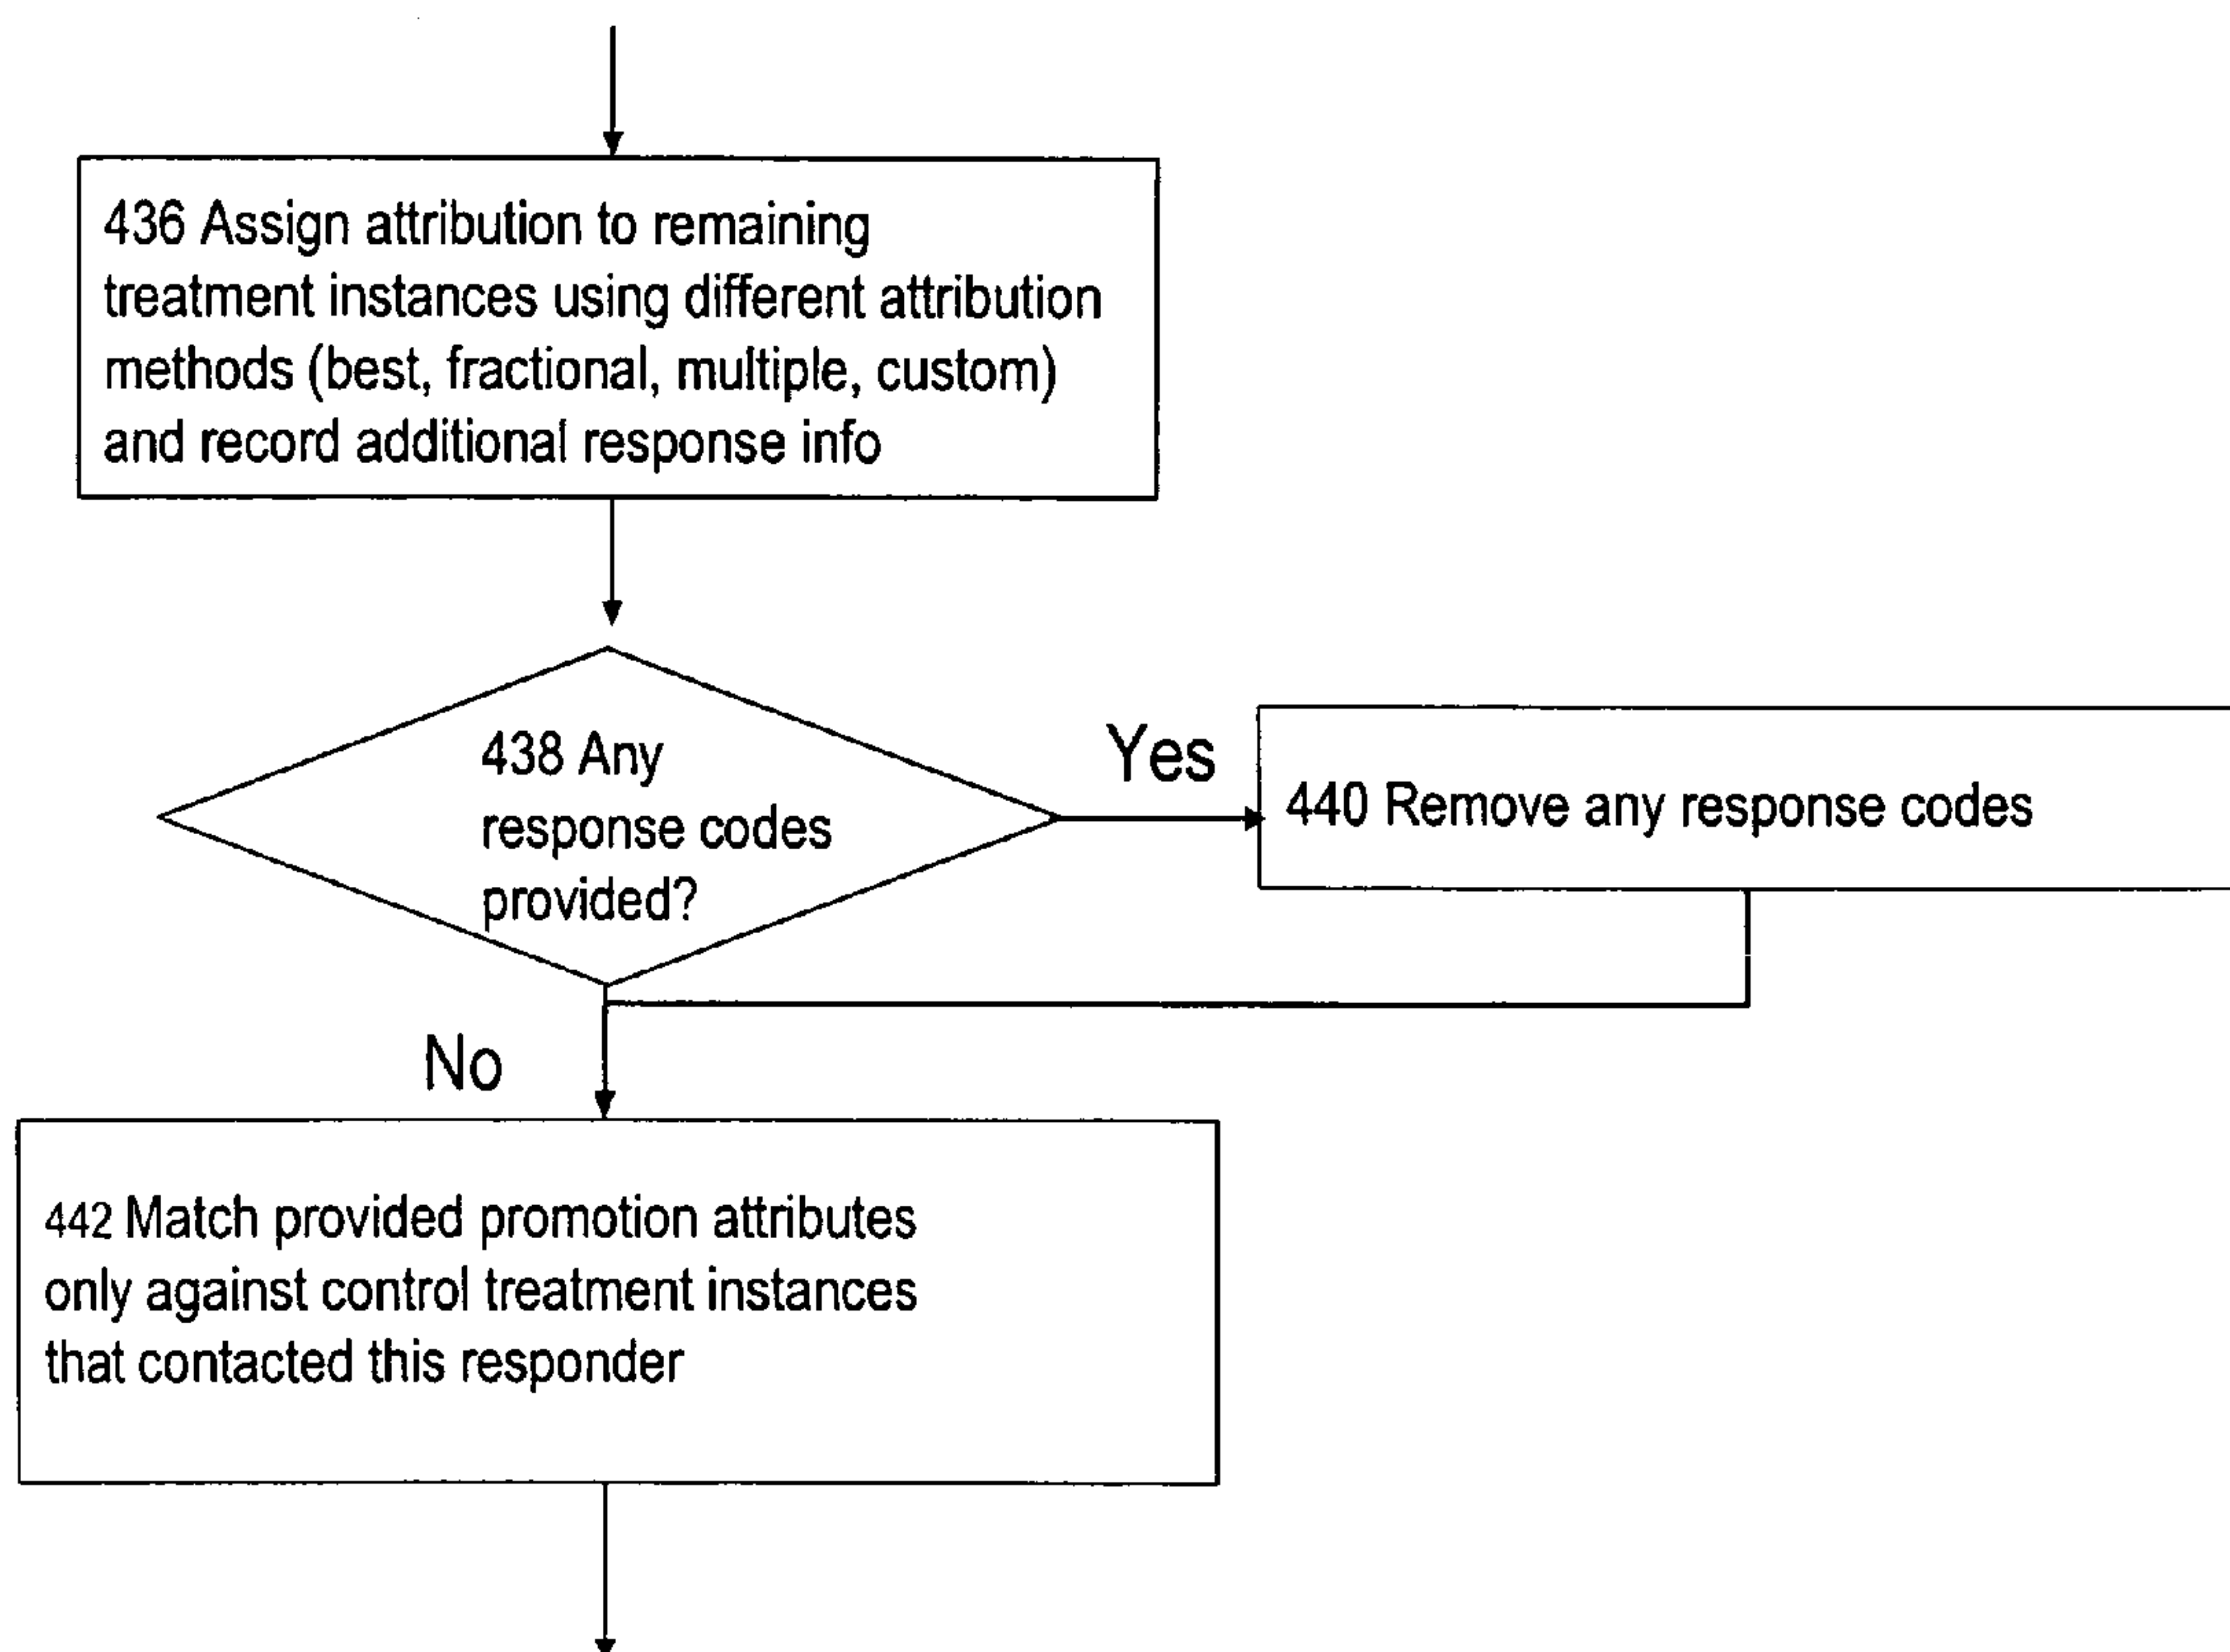 436 Assign attribution to remaining
treatment instances using different attribution
methods (best, fractional, multiple, custom)
and record additional response info
438 Any
response codes
provided?
Yes
440 Remove any response codes
No
442 Match provided promotion attributes
only against control treatment instances
that contacted this responder